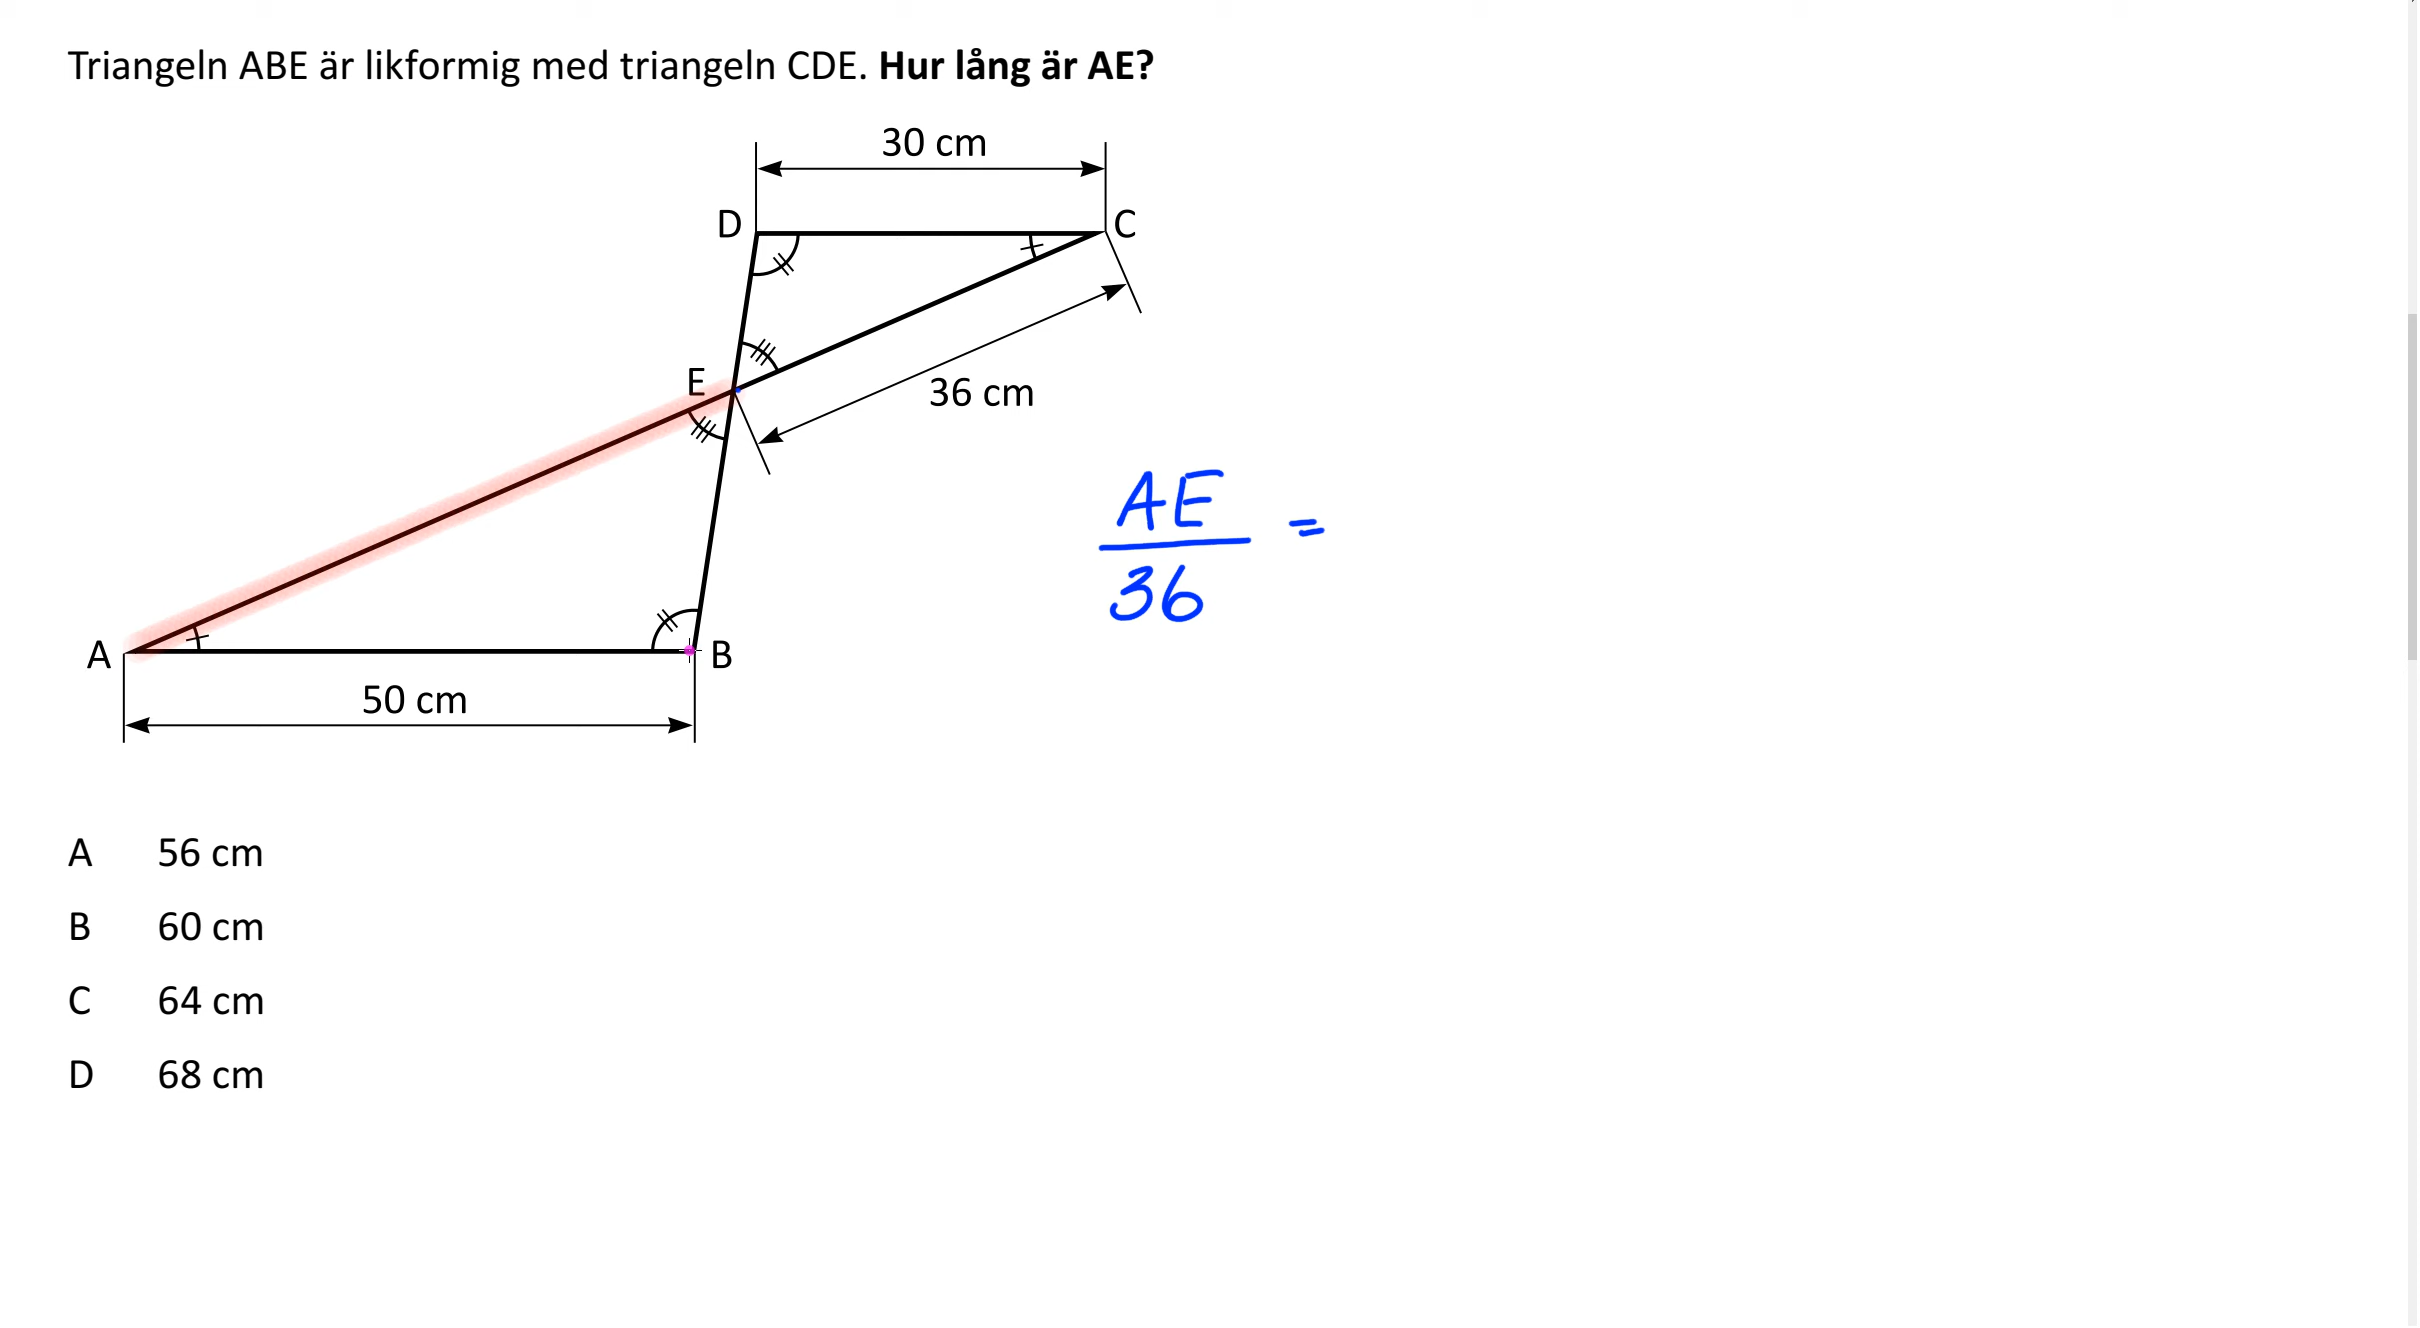 Triangeln ABE är likformig med triangeln CDE. Hur lång är AE?
30 cm
D
C
E
36 cm
AE
36
=
A
B
50 cm
A 56 cm
B 60 cm
C 64 cm
D 68 cm